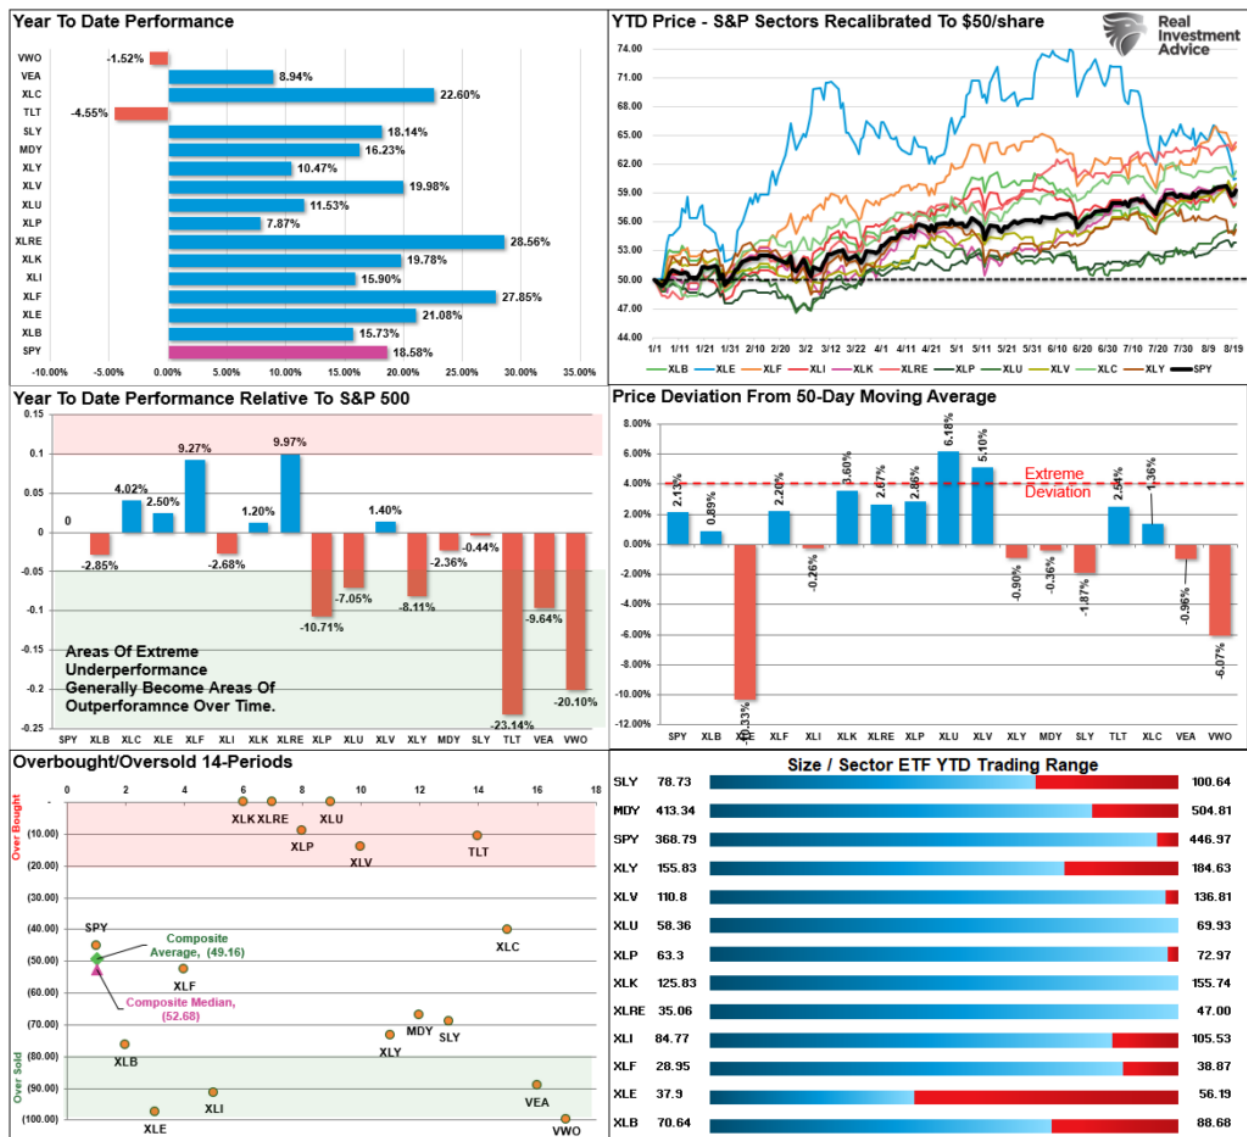 Year To Date Performance
VWO
-1.52%
VEA
8.94%
XLC
22.60%
TLT
-4.55%
SLY
18.14%
MDY
16.23%
XLY
10.47%
XLV
19.98%
XLU
11.53%
XLP
7.87%
XLRE
28.56%
XLK
19.78%
XLI
15.90%
XLF
27.85%
XLE
21.08%
XLB
15.73%
SPY
18.58%
-10.00% -5.00% 0.00% 5.00% 10.00% 15.00% 20.00% 25.00% 30.00% 35.00%
YTD Price - S&P Sectors Recalibrated To $50/share
Real
Investment
Advice
74.00
71.00
68.00
65.00
62.00
59.00
56.00
53.00
50.00
47.00
44.00
1/1 1/11 1/21 1/31 2/10 2/20 3/2 3/12 3/22 4/1 4/11 4/21 5/1 5/11 5/21 5/31 6/10 6/20 6/30 7/10 7/20 7/30 8/9 8/19
XLB XLE XLF XLI XLK XLRE XLP XLU XLV XLC XLY SPY
Year To Date Performance Relative To S&P 500
0.15
0.1
0.05
0
-0.05
-0.1
-0.15
-0.2
-0.25
0
-2.85%
4.02%
2.50%
9.27%
-2.68%
1.20%
9.97%
-10.71%
-7.05%
1.40%
-8.11%
-2.36%
-0.44%
-23.14%
-9.64%
-20.10%
Areas Of Extreme
Underperformance
Generally Become Areas Of
Outperforamnce Over Time.
SPY XLB XLC XLE XLF XLI XLK XLRE XLP XLU XLV XLY MDY SLY TLT VEA VWO
Price Deviation From 50-Day Moving Average
8.00%
6.00%
4.00%
2.00%
0.00%
-2.00%
-4.00%
-6.00%
-8.00%
-10.00%
-12.00%
2.13%
0.89%
-10.33%
2.20%
-0.26%
3.60%
2.67%
2.86%
6.18%
5.10%
-0.90%
-0.36%
-1.87%
2.54%
1.36%
-0.96%
-6.07%
Extreme
Deviation
SPY XLB XLE XLF XLI XLK XLRE XLP XLU XLV XLY MDY SLY TLT XLC VEA VWO
Overbought/Oversold 14-Periods
0 2 4 6 8 10 12 14 16 18
-
(10.00)
(20.00)
(30.00)
(40.00)
(50.00)
(60.00)
(70.00)
(80.00)
(90.00)
(100.00)
Over Bought
Over Sold
XLK XLRE XLU
XLP
XLV
TLT
SPY
XLC
Composite
Average, (49.16)
XLF
Composite Median,
(52.68)
MDY
SLY
XLY
XLB
XLI
VEA
XLE
VWO
Size / Sector ETF YTD Trading Range
SLY 78.73 100.64
MDY 413.34 504.81
SPY 368.79 446.97
XLY 155.83 184.63
XLV 110.8 136.81
XLU 58.36 69.93
XLP 63.3 72.97
XLK 125.83 155.74
XLRE 35.06 47.00
XLI 84.77 105.53
XLF 28.95 38.87
XLE 37.9 56.19
XLB 70.64 88.68